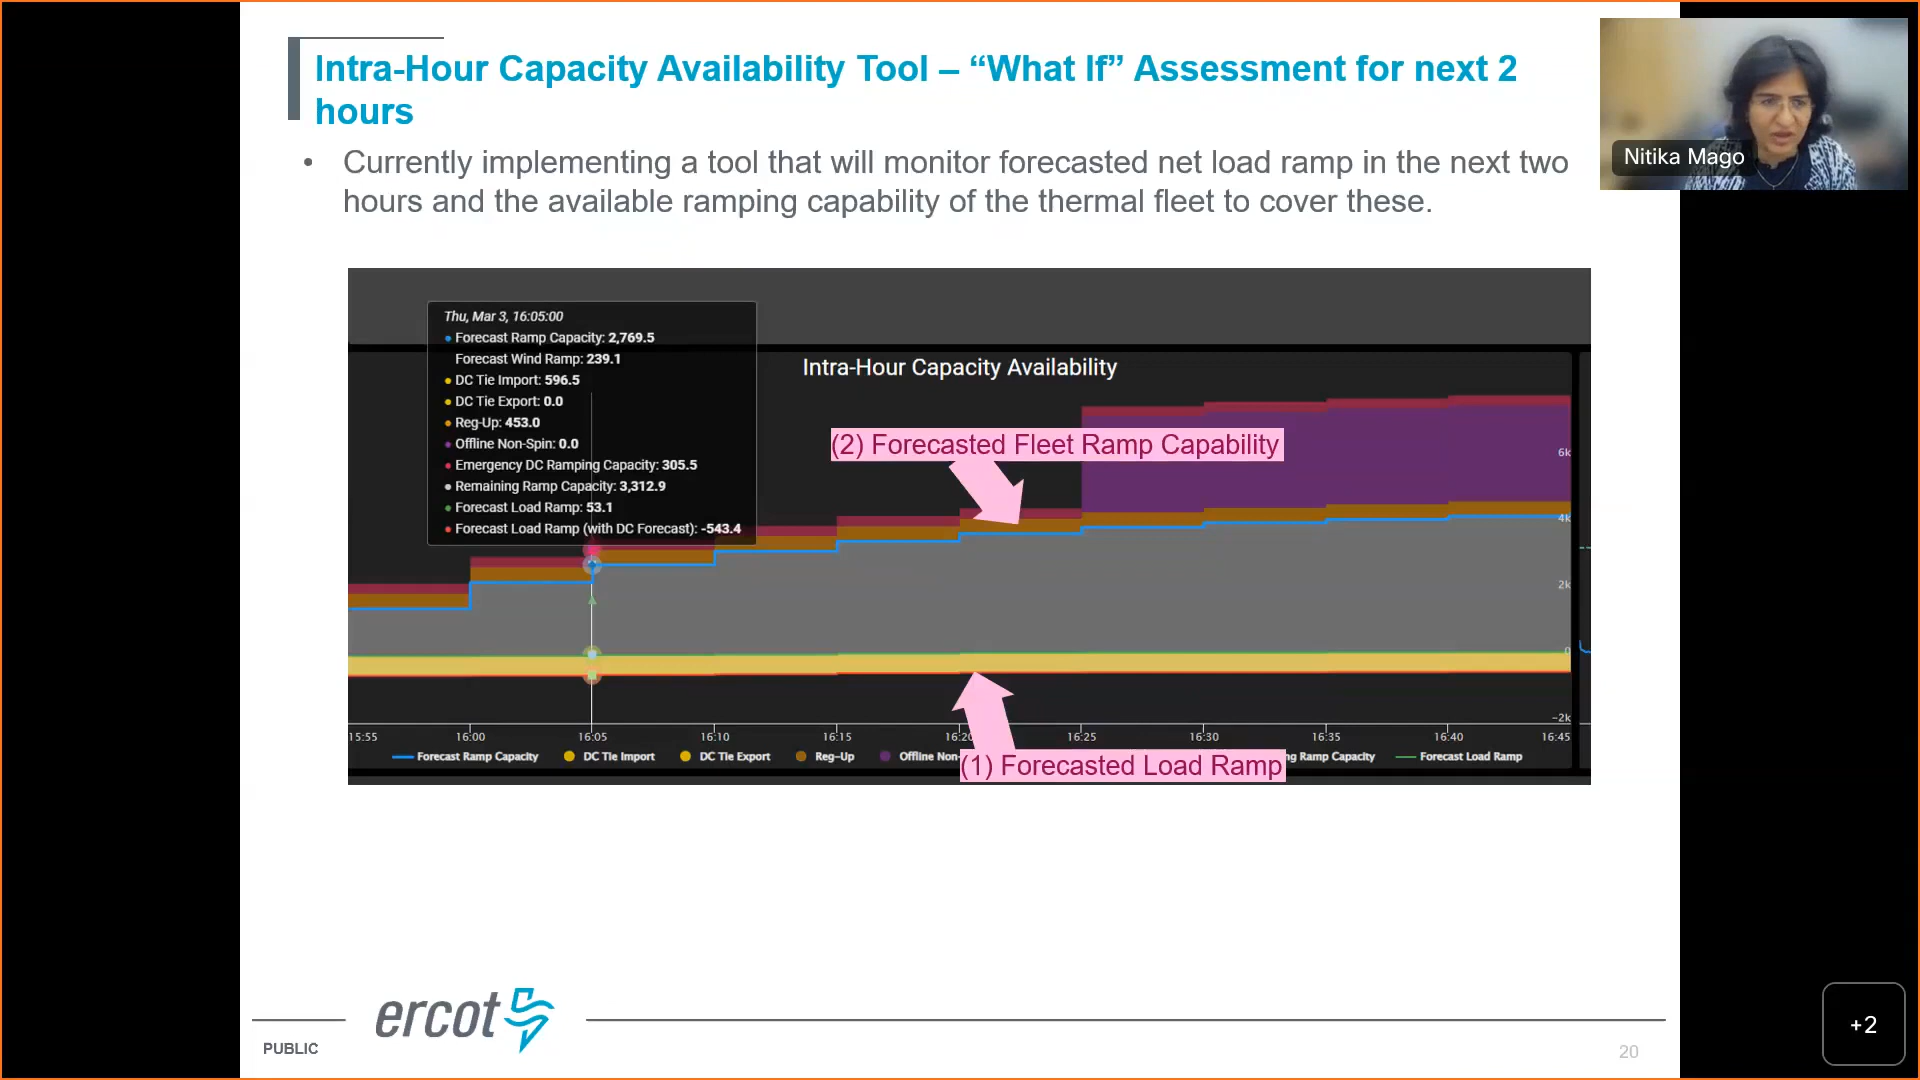 Intra-Hour Capacity Availability Tool – “What If” Assessment for next 2
hours
• Currently implementing a tool that will monitor forecasted net load ramp in the next two
hours and the available ramping capability of the thermal fleet to cover these.
Nitika Mago
Thu, Mar 3, 16:05:00
Forecast Ramp Capacity: 2,769.5
Forecast Wind Ramp: 239.1
DC Tie Import: 596.5
DC Tie Export: 0.0
Reg-Up: 453.0
Offline Non-Spin: 0.0
Emergency DC Ramping Capacity: 305.5
Remaining Ramp Capacity: 3,312.9
Forecast Load Ramp: 53.1
Forecast Load Ramp (with DC Forecast): -543.4
Intra-Hour Capacity Availability
(2) Forecasted Fleet Ramp Capability
6k
4k
2k
0
-2k
15:55 16:00 16:05 16:10 16:15 16:20 16:25 16:30 16:35 16:40 16:45
Forecast Ramp Capacity DC Tie Import DC Tie Export Reg-Up Offline Non- ng Ramp Capacity Forecast Load Ramp
(1) Forecasted Load Ramp
ercot
PUBLIC
20
+2